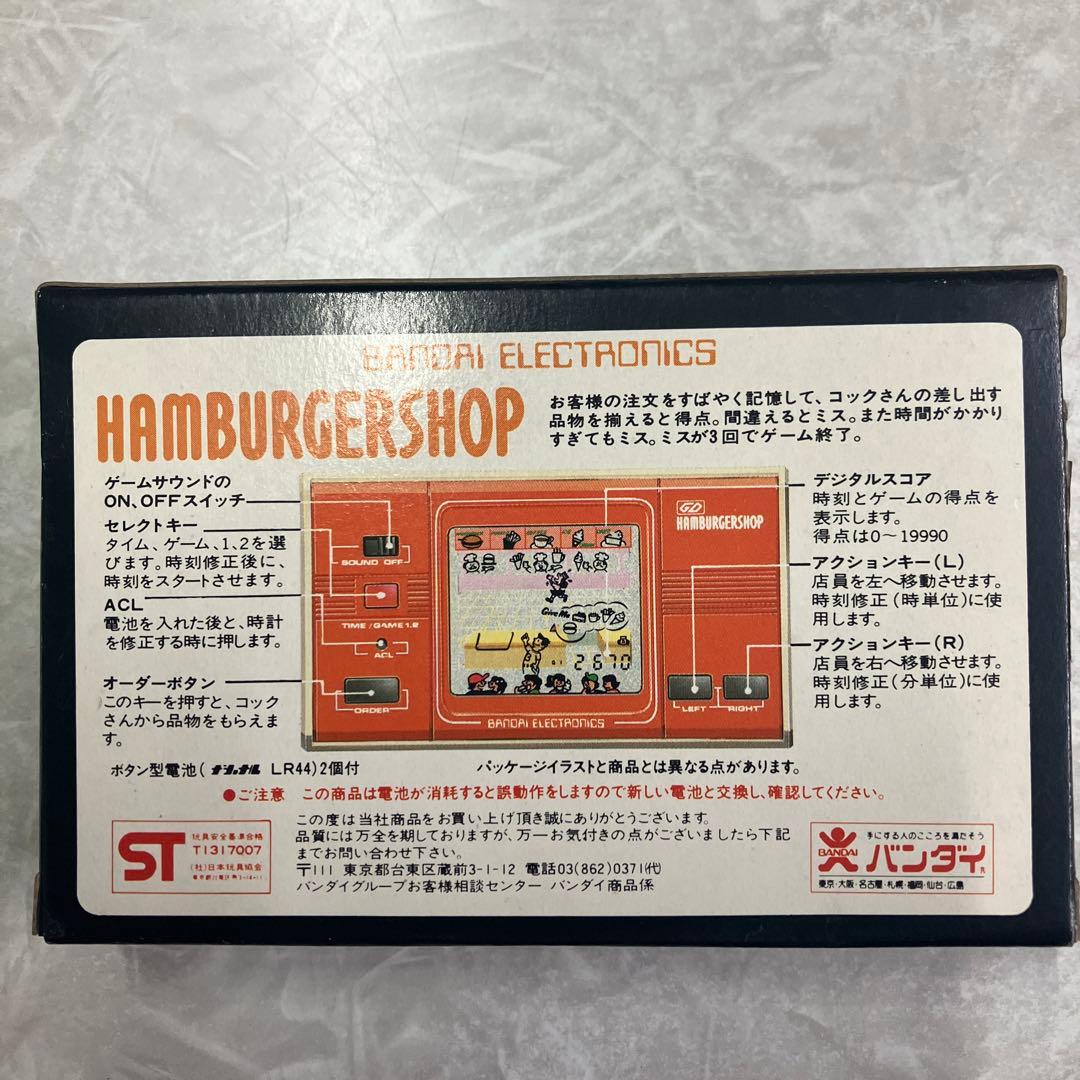 BANDAI ELECTRONICS
HAMBURGERSHOP
お客様の注文をすばやく記憶して、コックさんの差し出す
品物を揃えると得点。間違えるとミス。また時間がかかり
すぎてもミス。ミスが3回でゲーム終了。
ゲームサウンドの
ON、OFFスイッチ
セレクトキー
タイム、ゲーム、1、2を選
びます。時刻修正後に、
時刻をスタートさせます。
ACL
電池を入れた後と、時計
を修正する時に押します。
オーダーボタン
このキーを押すと、コック
さんから品物をもらえま
す。
SOUND OFF
TIME/GAME1.2
ACL
ORDER
Give Me
2670
BANDAI ELECTRONICS
GD
HAMBURGERSHOP
LEFT
RIGHT
デジタルスコア
時刻とゲームの得点を
表示します。
得点は0〜19990
アクションキー(L)
店員を左へ移動させます。
時刻修正(時単位)に使
用します。
アクションキー(R)
店員を右へ移動させます。
時刻修正(分単位)に使
用します。
ボタン型電池(ナショナル LR44)2個付
パッケージイラストと商品とは異なる点があります。
●ご注意 この商品は電池が消耗すると誤動作をしますので新しい電池と交換し、確認してください。
ST
玩具安全基準合格
T1317007
(社)日本玩具協会
この度は当社商品をお買い上げ頂き誠にありがとうございます。
品質には万全を期しておりますが、万一お気付きの点がございましたら下記
までお問い合わせ下さい。
〒111 東京都台東区蔵前3-1-12 電話03(862)0371(代)
バンダイグループお客様相談センター バンダイ商品係
手にする人のこころを満たそう
BANDAI
バンダイ
東京・大阪・名古屋・札幌・福岡・仙台・広島